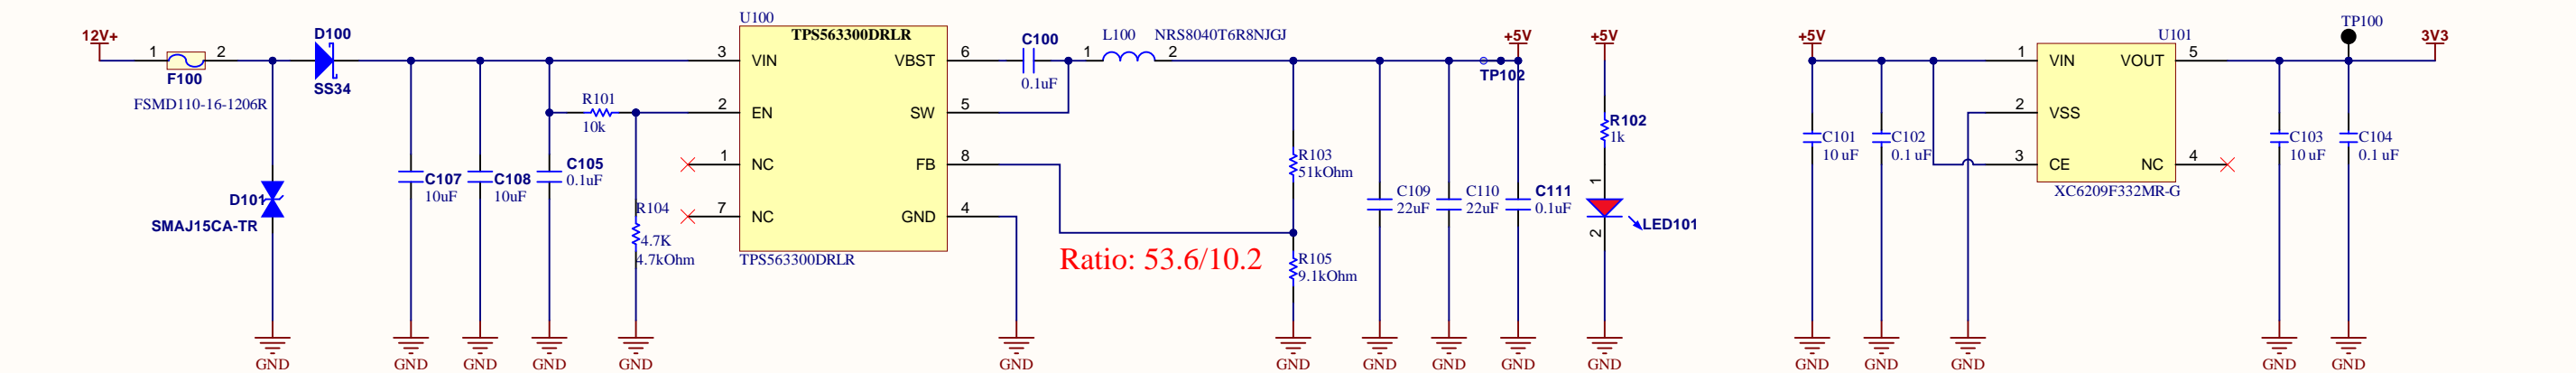 12V+
1
2
F100
FSMD110-16-1206R
D100
SS34
D101
SMAJ15CA-TR
GND
C107
10uF
GND
C108
10uF
GND
C105
0.1uF
GND
R101
10k
R104
4.7K
4.7kOhm
GND
U100
TPS563300DRLR
3
VIN
VBST
6
2
EN
SW
5
1
NC
FB
8
7
NC
GND
4
TPS563300DRLR
GND
C100
0.1uF
L100
NRS8040T6R8NJGJ
1
2
Ratio: 53.6/10.2
R103
51kOhm
R105
9.1kOhm
GND
C109
22uF
GND
C110
22uF
GND
+5V
TP102
C111
0.1uF
GND
+5V
R102
1k
1
2
LED101
GND
+5V
C101
10 uF
GND
C102
0.1 uF
GND
GND
U101
1
VIN
VOUT
5
2
VSS
3
CE
NC
4
XC6209F332MR-G
TP100
3V3
C103
10 uF
GND
C104
0.1 uF
GND